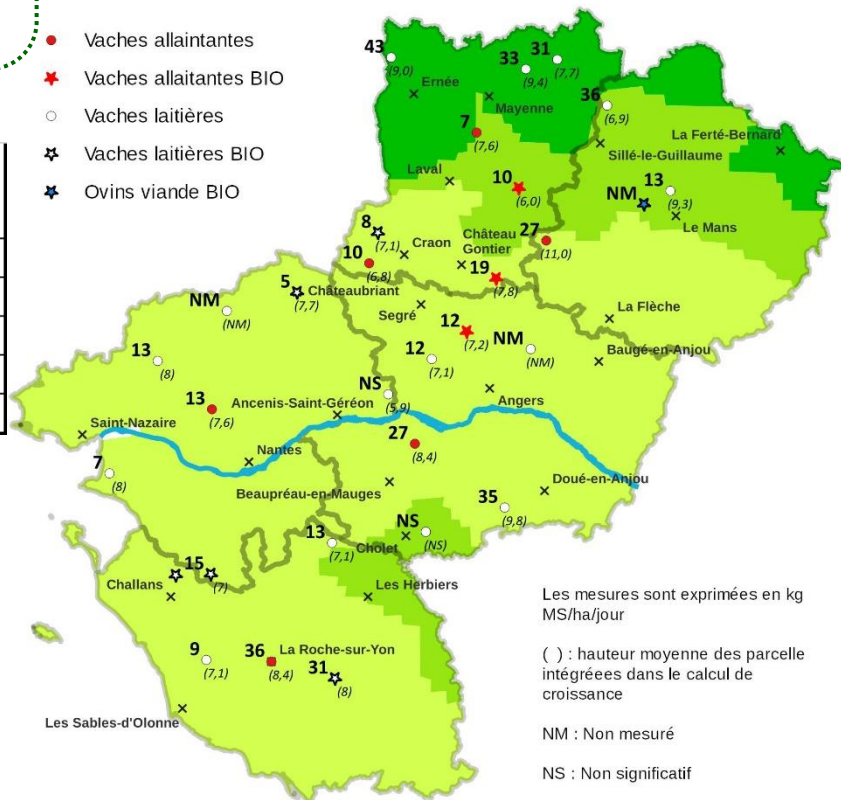 Vaches allaintantes
Vaches allaitantes BIO
Vaches laitières
Vaches laitières BIO
Ovins viande BIO
43
(9,0)
Ernée
33
(9,4)
31
(7,7)
Mayenne
36
(6,9)
La Ferté-Bernard
7
(7,6)
Sillé-le-Guillaume
Laval
10
(6,0)
NM
13
(9,3)
Le Mans
8
(7,1)
Craon
Château
Gontier
27
(11,0)
10
(6,8)
19
(7,8)
5
Châteaubriant
(7,7)
NM
(NM)
Segré
La Flèche
12
(7,2)
NM
(NM)
Baugé-en-Anjou
13
(8)
12
(7,1)
13
(7,6)
Ancenis-Saint-Géréon
NS
(5,9)
Angers
Saint-Nazaire
Nantes
27
(8,4)
7
(8)
Beaupréau-en-Mauges
Doué-en-Anjou
35
(9,8)
NS
(NS)
Cholet
13
(7,1)
15
(7)
Challans
Les Herbiers
9
(7,1)
36
(8,4)
La Roche-sur-Yon
31
(8)
Les Sables-d'Olonne
Les mesures sont exprimées en kg
MS/ha/jour
( ) : hauteur moyenne des parcelle
intégréees dans le calcul de
croissance
NM : Non mesuré
NS : Non significatif